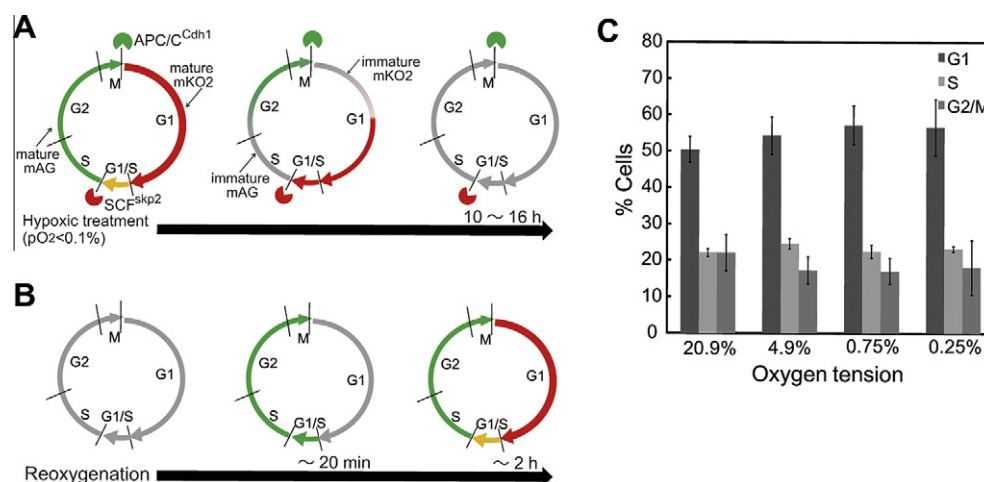 A
APC/C^Cdh1
mature
mKO2
M
G2
G1
S
G1/S
mature
mAG
SCF^skp2
immature
mKO2
M
G2
G1
S
G1/S
immature
mAG
M
G2
G1
S
G1/S
Hypoxic treatment
(pO2<0.1%)
10 ～ 16 h
B
M
G2
G1
S
G1/S
M
G2
G1
S
G1/S
M
G2
G1
S
G1/S
Reoxygenation
～ 20 min
～ 2 h
C
80
70
60
50
40
30
20
10
0
% Cells
G1
S
G2/M
20.9%
4.9%
0.75%
0.25%
Oxygen tension